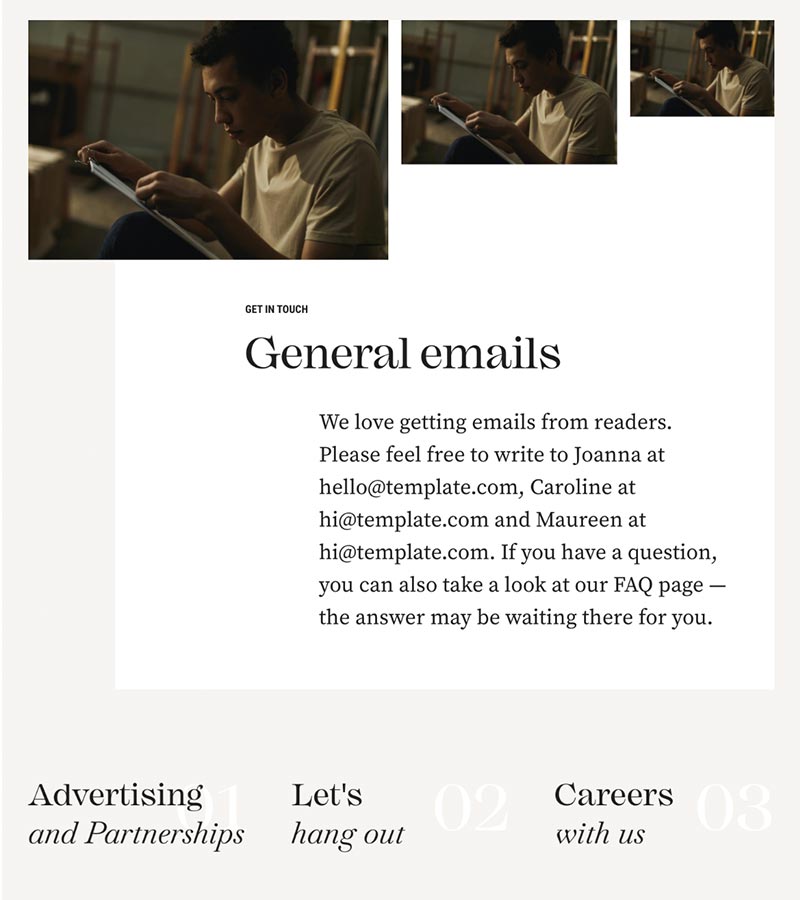 GET IN TOUCH
General emails
We love getting emails from readers.
Please feel free to write to Joanna at
hello@template.com, Caroline at
hi@template.com and Maureen at
hi@template.com. If you have a question,
you can also take a look at our FAQ page —
the answer may be waiting there for you.
Advertising
and Partnerships
01
Let's
hang out
02
Careers
with us
03